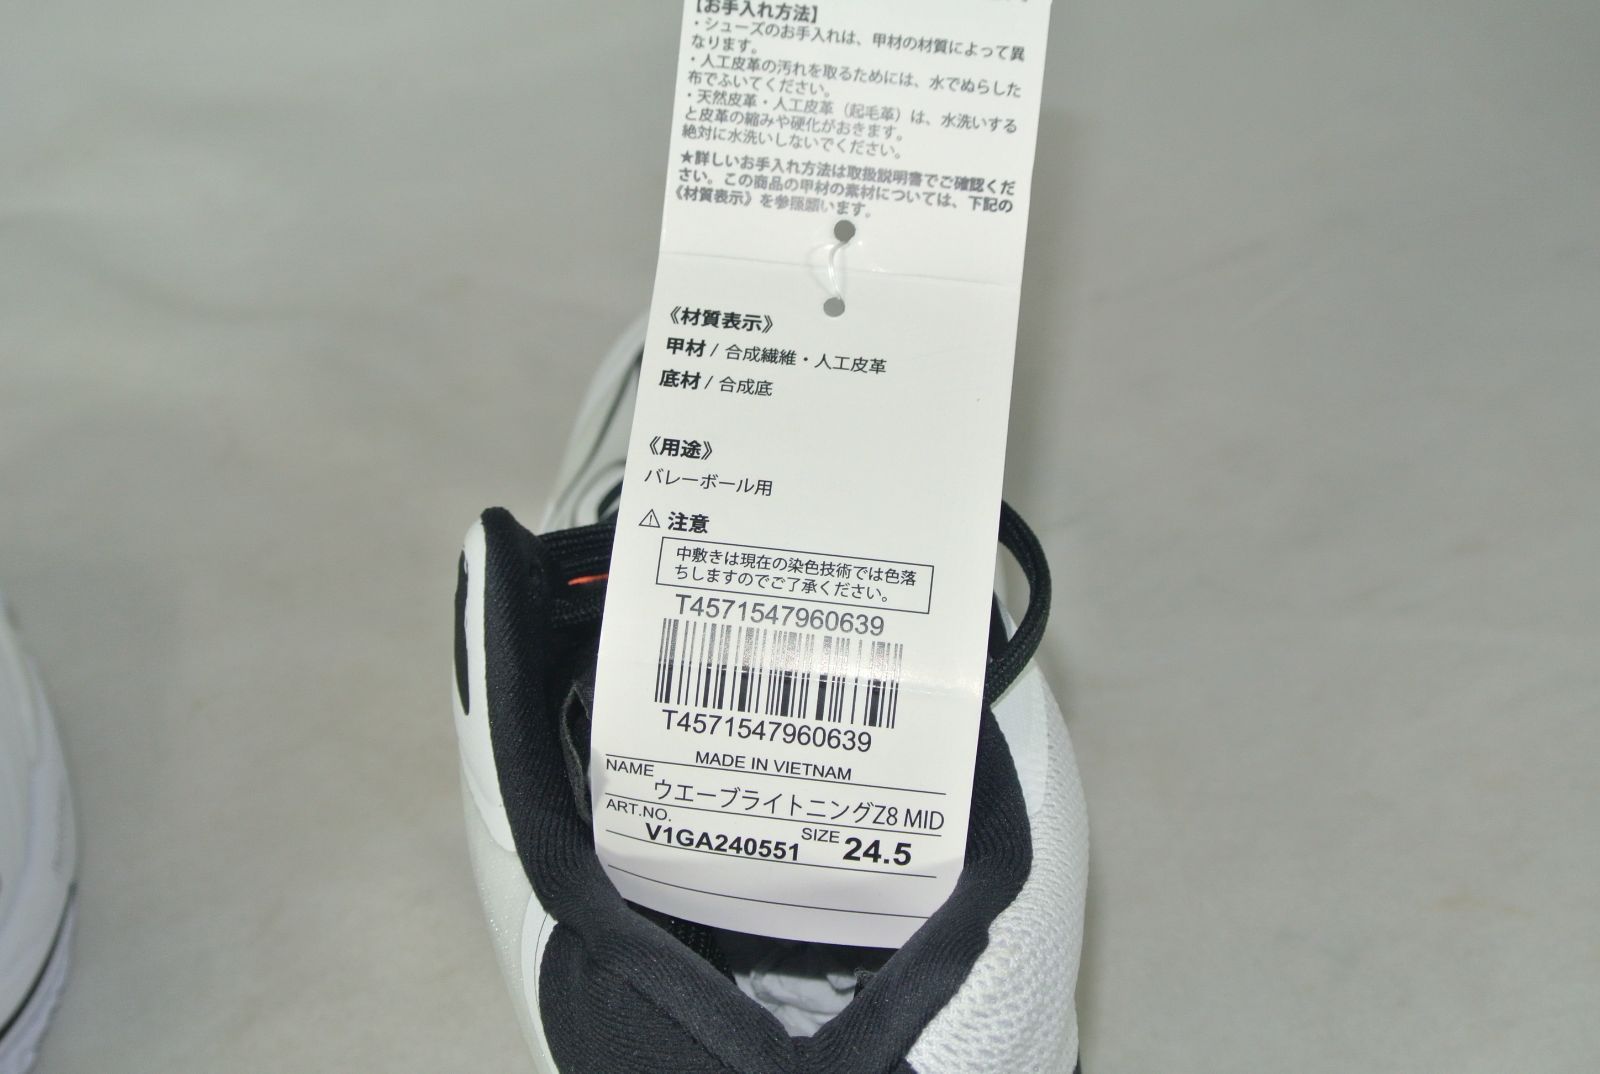 【お手入れ方法】
・シューズのお手入れは、甲材の材質によって異
なります。
・人工皮革の汚れを取るためには、水でぬらした
布でふいてください。
・天然皮革・人工皮革（起毛革）は、水洗いする
と皮革の縮みや硬化がおきます。
絶対に水洗いしないでください。
★詳しいお手入れ方法は取扱説明書でご確認くだ
さい。この商品の甲材の素材については、下記の
《材質表示》を参照願います。
《材質表示》
甲材 / 合成繊維・人工皮革
底材 / 合成底
《用途》
バレーボール用
⚠ 注意
中敷きは現在の染色技術では色落
ちしますのでご了承ください。
T4571547960639
T4571547960639
MADE IN VIETNAM
NAME ウエーブライトニングZ8 MID
ART.NO. V1GA240551 SIZE 24.5